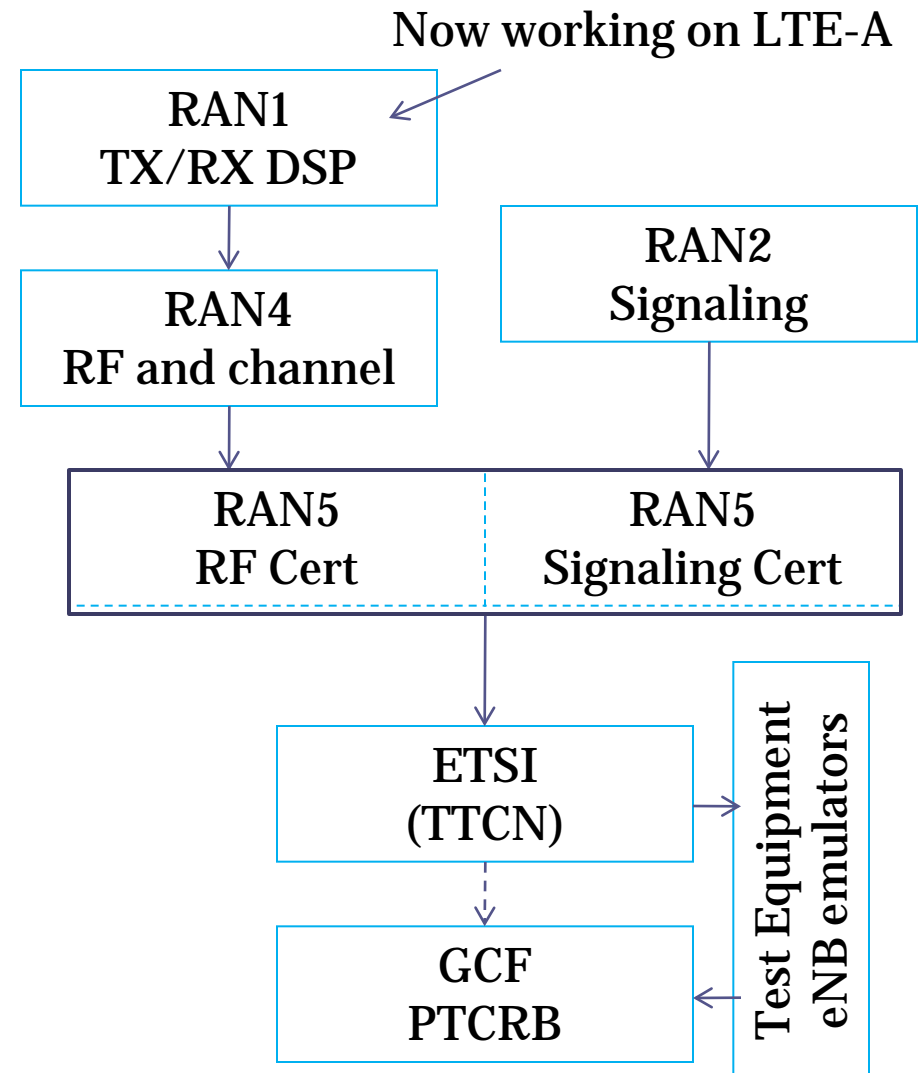 Now working on LTE-A
RAN1
TX/RX DSP
RAN2
Signaling
RAN4
RF and channel
RAN5
RF Cert
RAN5
Signaling Cert
ETSI
(TTCN)
Test Equipment
eNB emulators
GCF
PTCRB